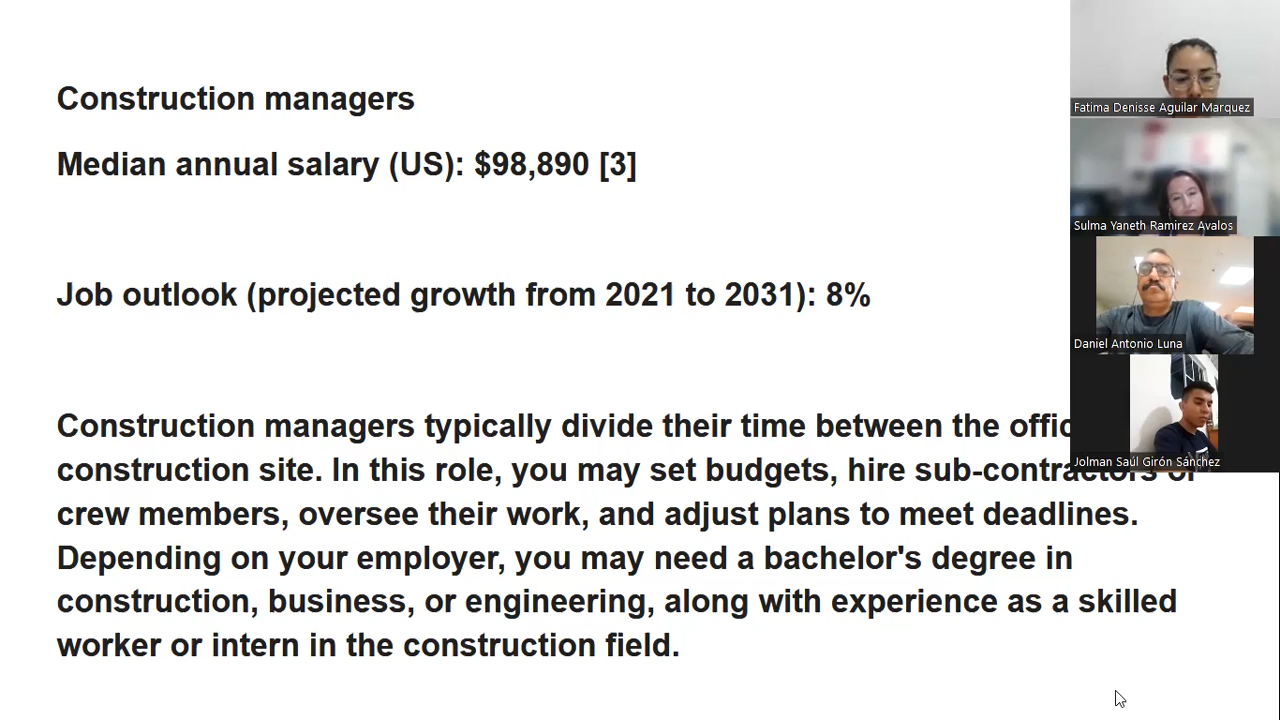 Construction managers
Median annual salary (US): $98,890 [3]
Job outlook (projected growth from 2021 to 2031): 8%
Construction managers typically divide their time between the
construction site. In this role, you may set budgets, hire sub-contractors or
crew members, oversee their work, and adjust plans to meet deadlines.
Depending on your employer, you may need a bachelor's degree in
construction, business, or engineering, along with experience as a skilled
worker or intern in the construction field.
Fatima Denisse Aguilar Marquez
Sulma Yaneth Ramirez Avalos
Daniel Antonio Luna
Jolman Saúl Girón Sánchez